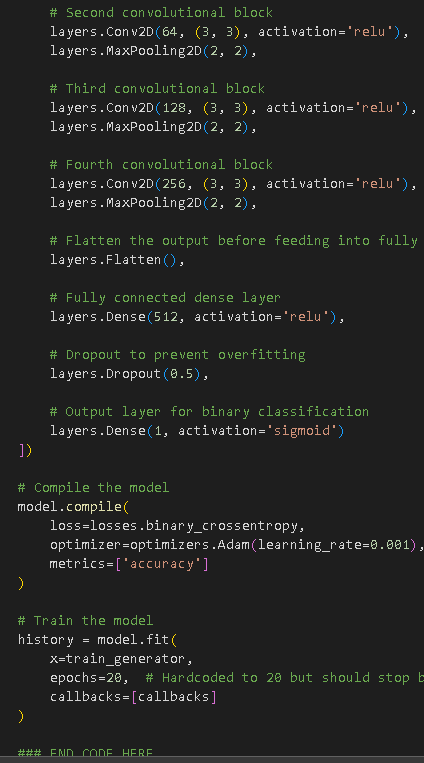 # Second convolutional block
layers.Conv2D(64, (3, 3), activation='relu'),
layers.MaxPooling2D(2, 2),
# Third convolutional block
layers.Conv2D(128, (3, 3), activation='relu'),
layers.MaxPooling2D(2, 2),
# Fourth convolutional block
layers.Conv2D(256, (3, 3), activation='relu'),
layers.MaxPooling2D(2, 2),
# Flatten the output before feeding into fully
layers.Flatten(),
# Fully connected dense layer
layers.Dense(512, activation='relu'),
# Dropout to prevent overfitting
layers.Dropout(0.5),
# Output layer for binary classification
layers.Dense(1, activation='sigmoid')
])
# Compile the model
model.compile(
loss=losses.binary_crossentropy,
optimizer=optimizers.Adam(learning_rate=0.001),
metrics=['accuracy']
)
# Train the model
history = model.fit(
x=train_generator,
epochs=20,  # Hardcoded to 20 but should stop b
callbacks=[callbacks]
)
### END CODE HERE